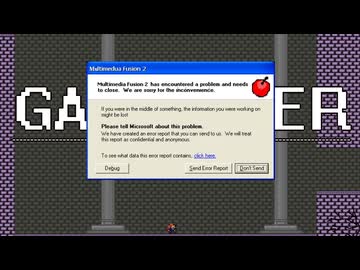 Multimedua Fusion 2
Multimedia Fusion 2 has encountered a problem and needs
to close. We are sorry for the inconvenience.
If you were in the middle of something, the information you were working on
might be lost
Please tell Microsoft about this problem.
We have created an error report that you can send to us. We will treat
this report as confidential and anonymous.
To see what data this error report contains, click here.
Debug
Send Error Report
Don't Send
GA
ER